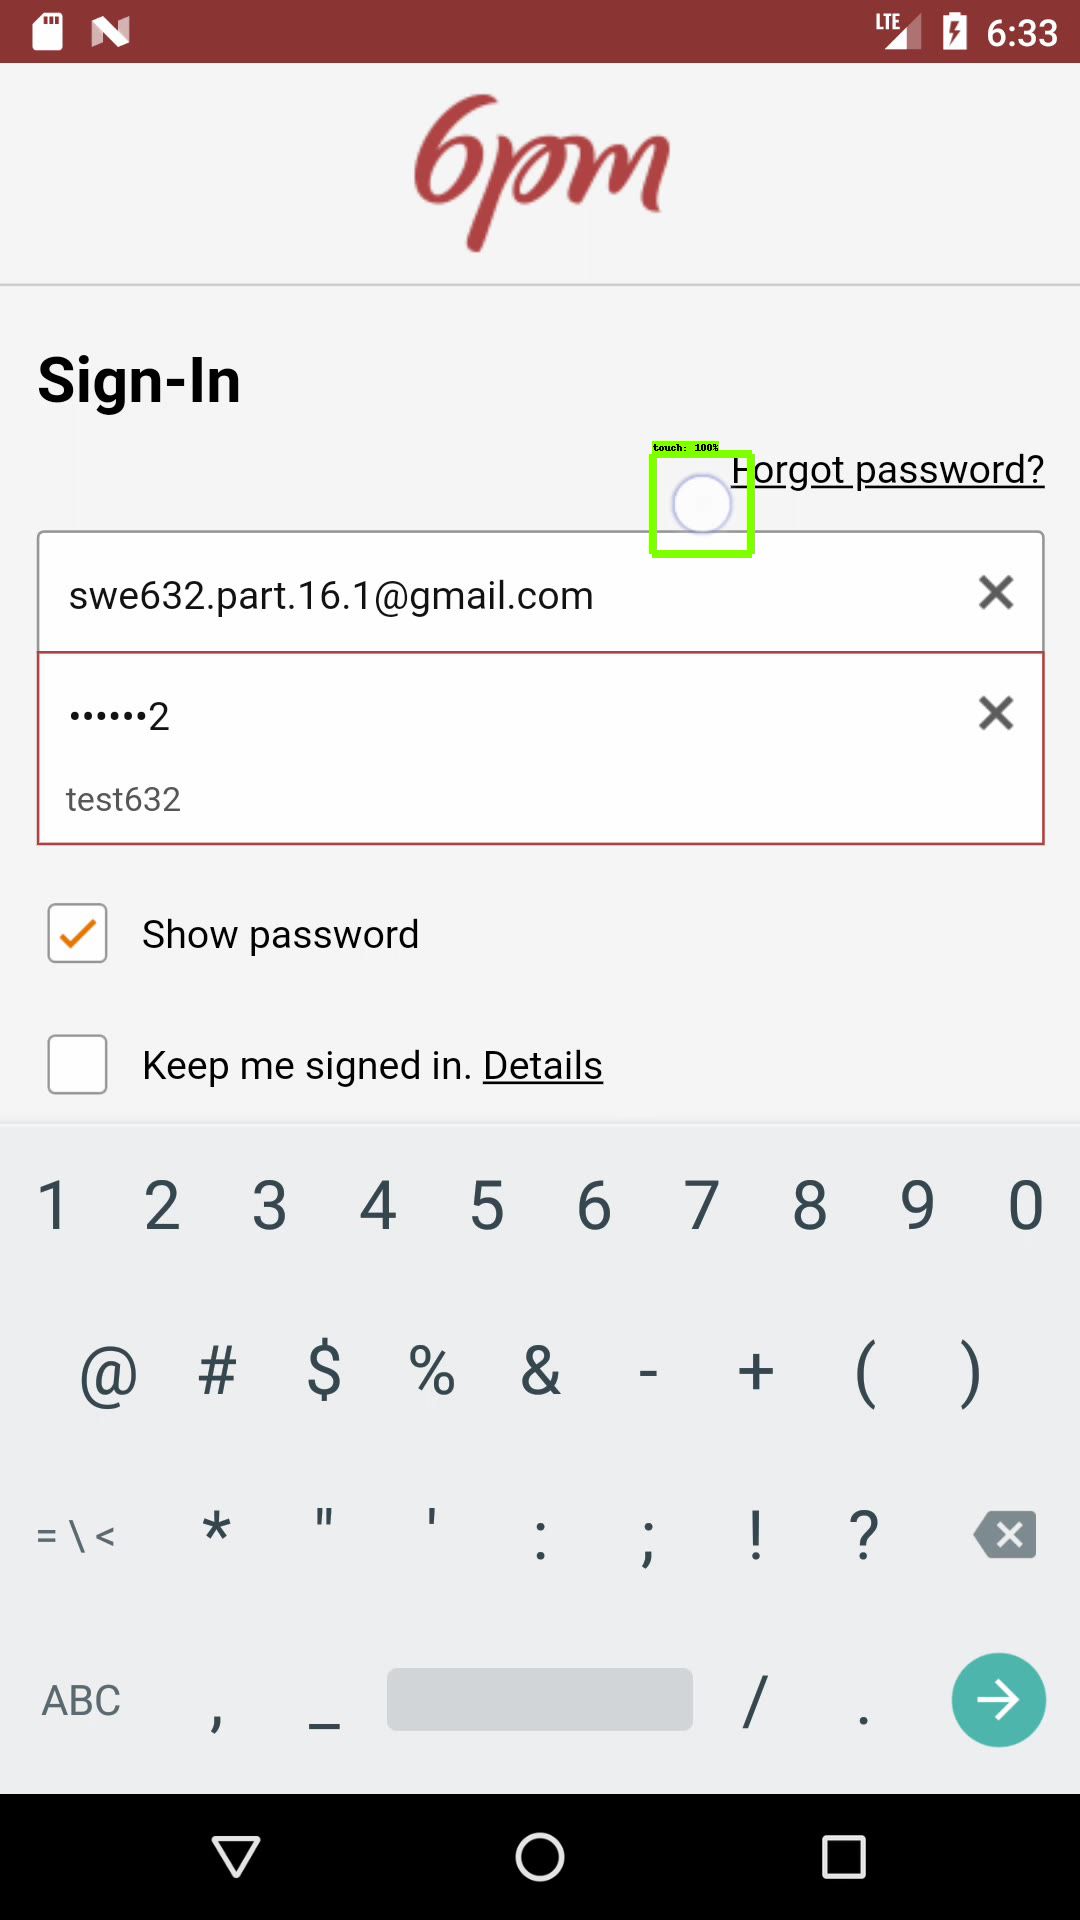 LTE 6:33
6pm
Sign-In
touch: 100%
Forgot password?
swe632.part.16.1@gmail.com
••••••2
test632
Show password
Keep me signed in. Details
1 2 3 4 5 6 7 8 9 0
@ # $ % & - + ( )
= \ < * " ' : ; ! ?
ABC , _ / .